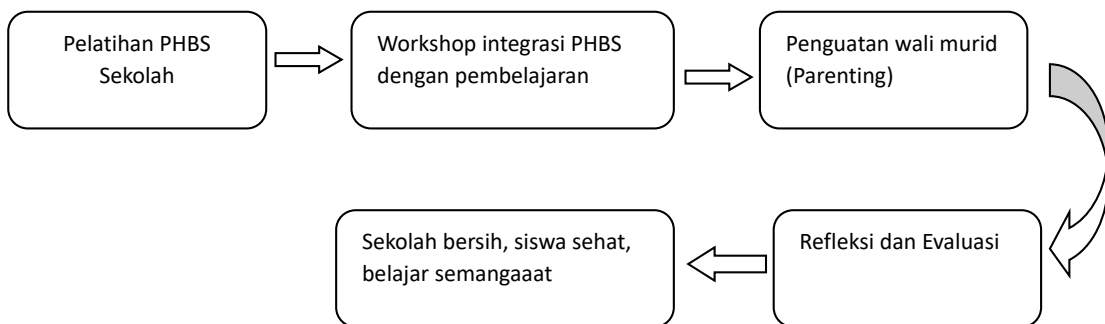 Pelatihan PHBS
Sekolah
Workshop integrasi PHBS
dengan pembelajaran
Penguatan wali murid
(Parenting)
Refleksi dan Evaluasi
Sekolah bersih, siswa sehat,
belajar semangaaat